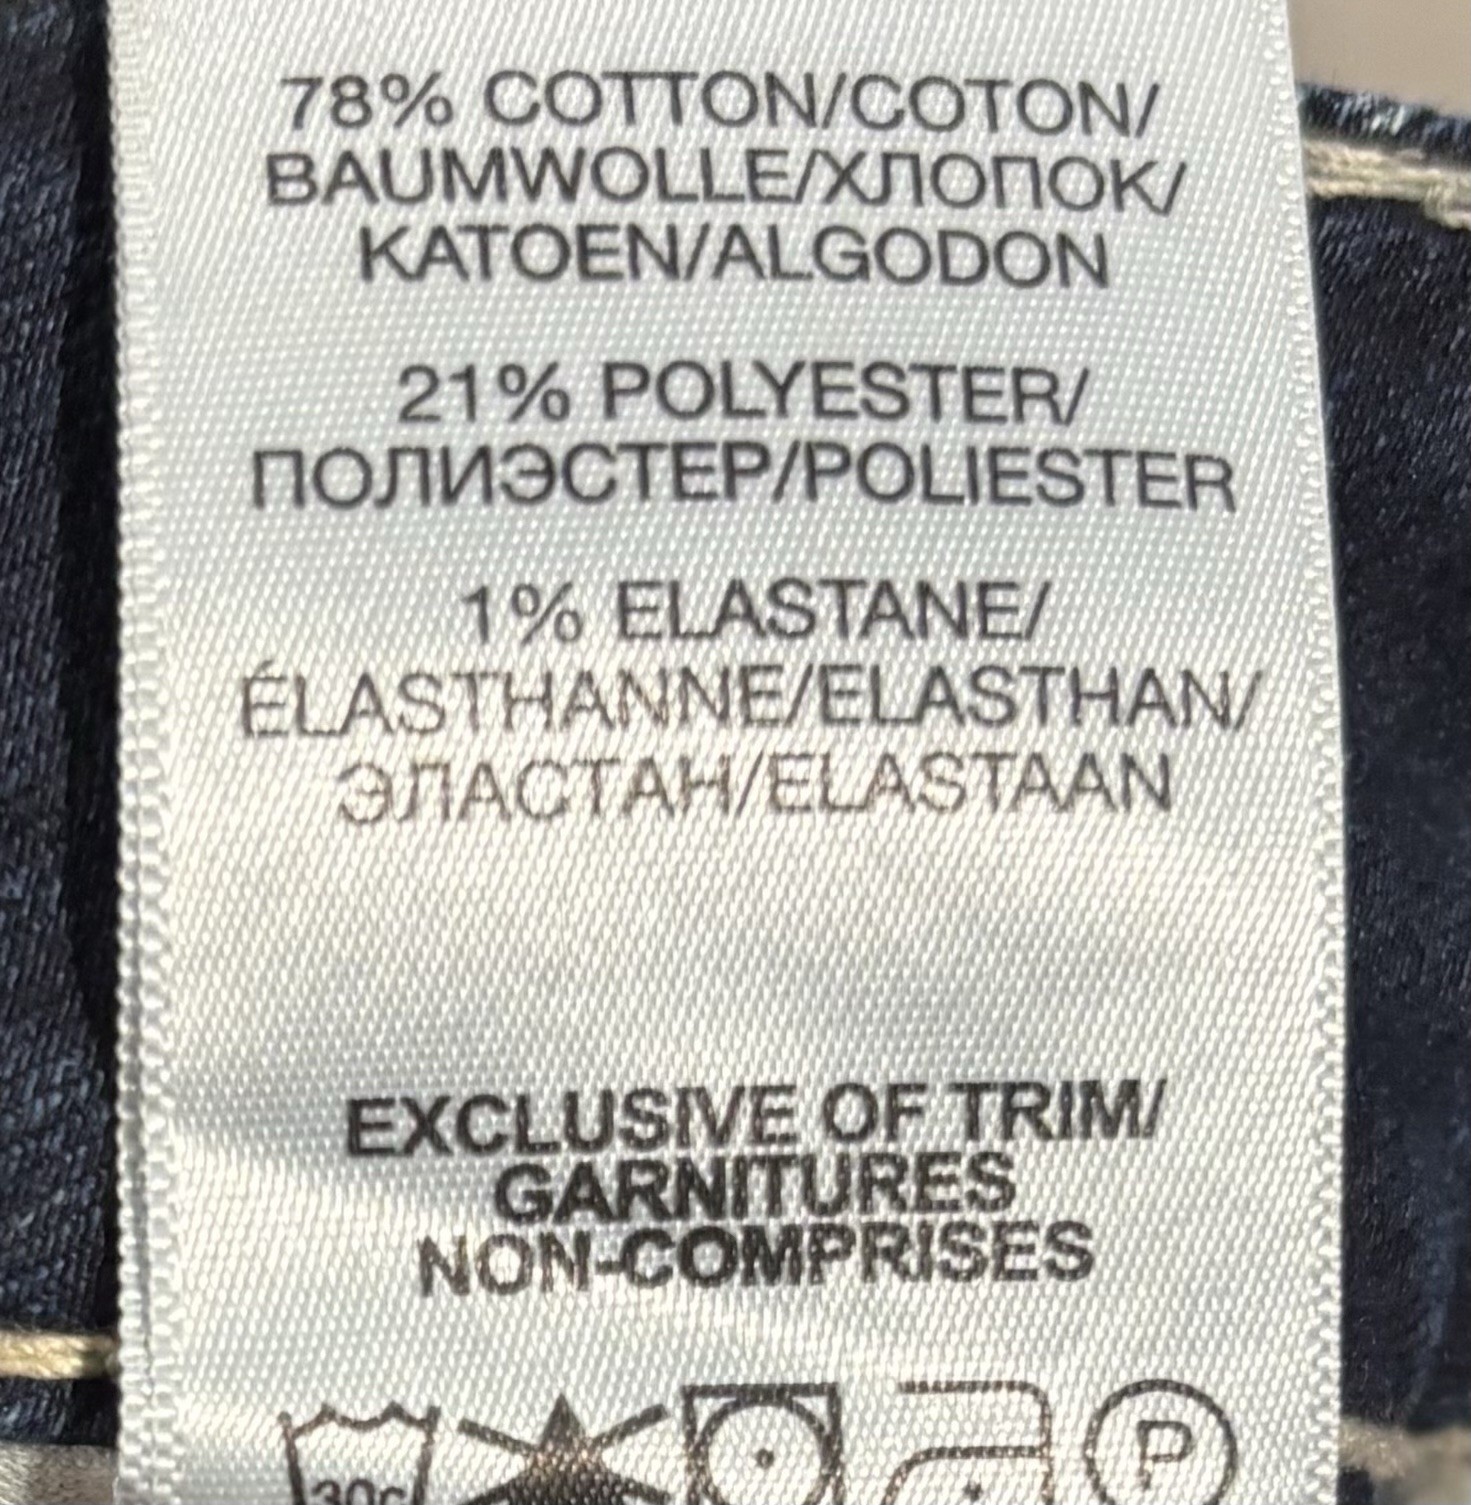 78% COTTON/COTON/
BAUMWOLLE/ХЛОПОК/
KATOEN/ALGODON
21% POLYESTER/
ПОЛИЭСТЕР/POLIESTER
1% ELASTANE/
ÉLASTHANNE/ELASTHAN/
ЭЛАСТАН/ELASTAAN
EXCLUSIVE OF TRIM/
GARNITURES
NON-COMPRISES
30c P